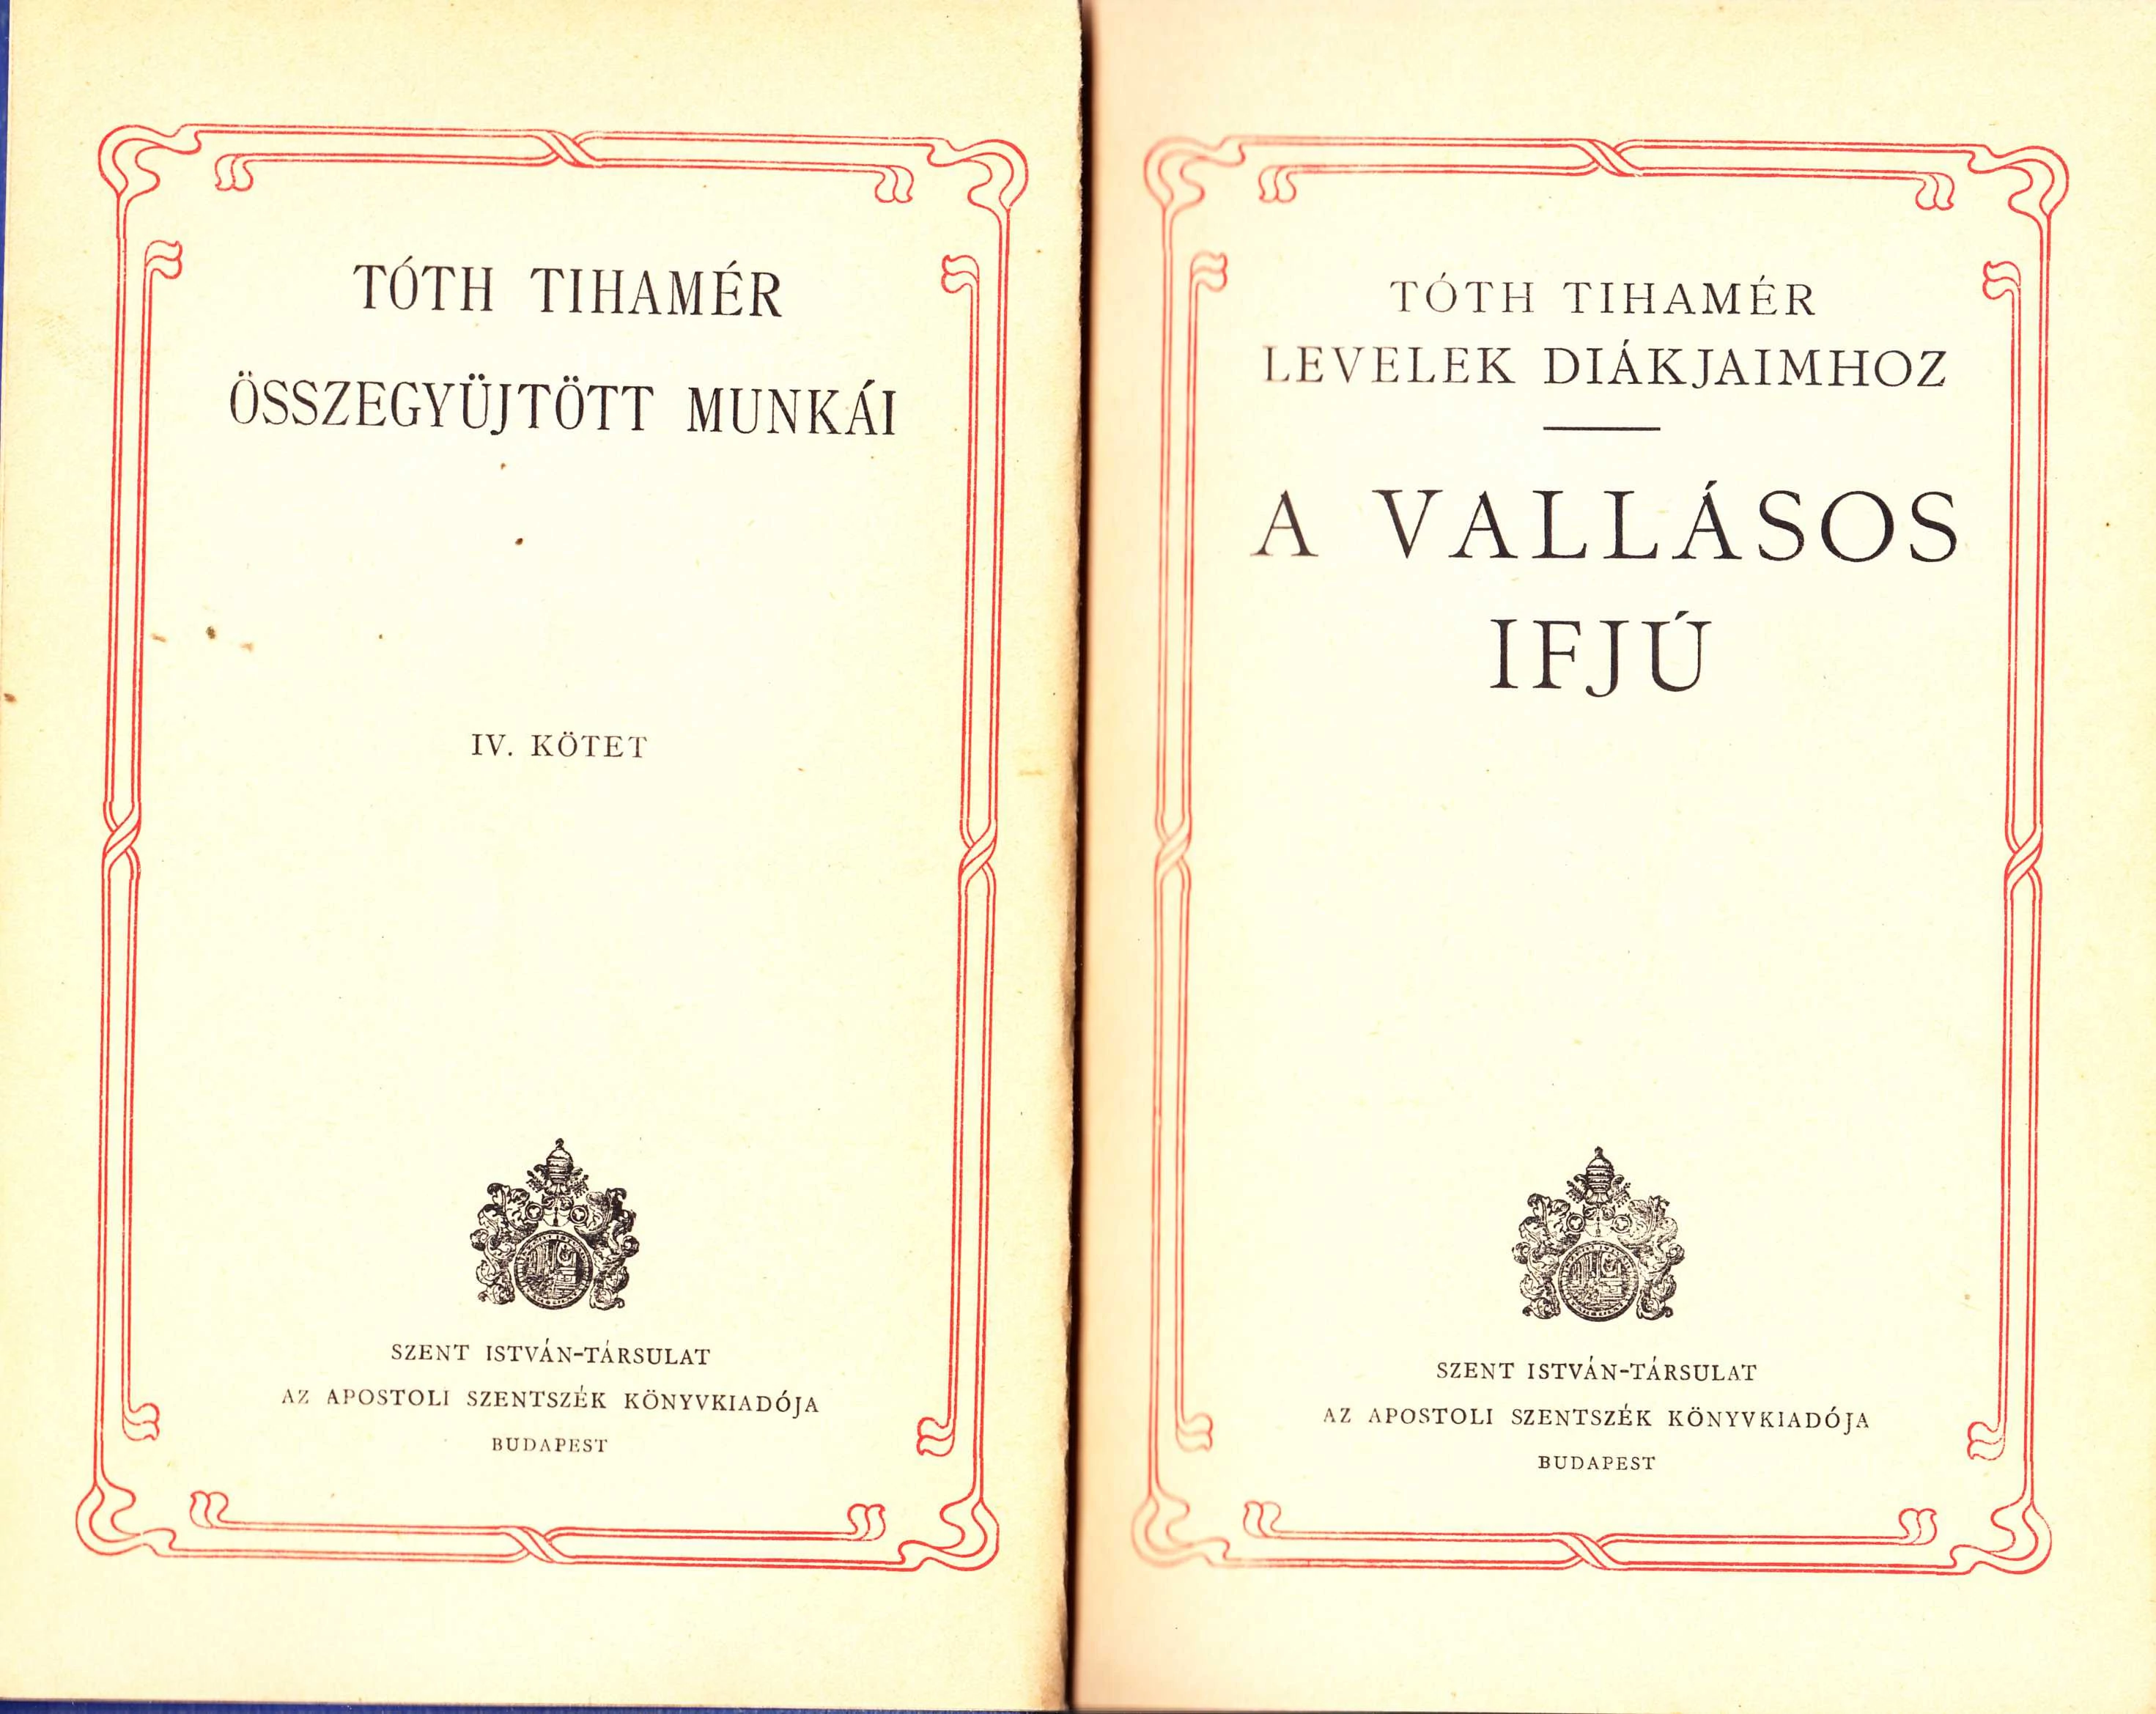 TÓTH TIHAMÉR
ÖSSZEGYÜJTÖTT MUNKÁI
IV. KÖTET
SZENT ISTVÁN-TÁRSULAT
AZ APOSTOLI SZENTSZÉK KÖNYVKIADÓJA
BUDAPEST
TÓTH TIHAMÉR
LEVELEK DIÁKJAIMHOZ
A VALLÁSOS
IFJÚ
SZENT ISTVÁN-TÁRSULAT
AZ APOSTOLI SZENTSZÉK KÖNYVKIADÓJA
BUDAPEST